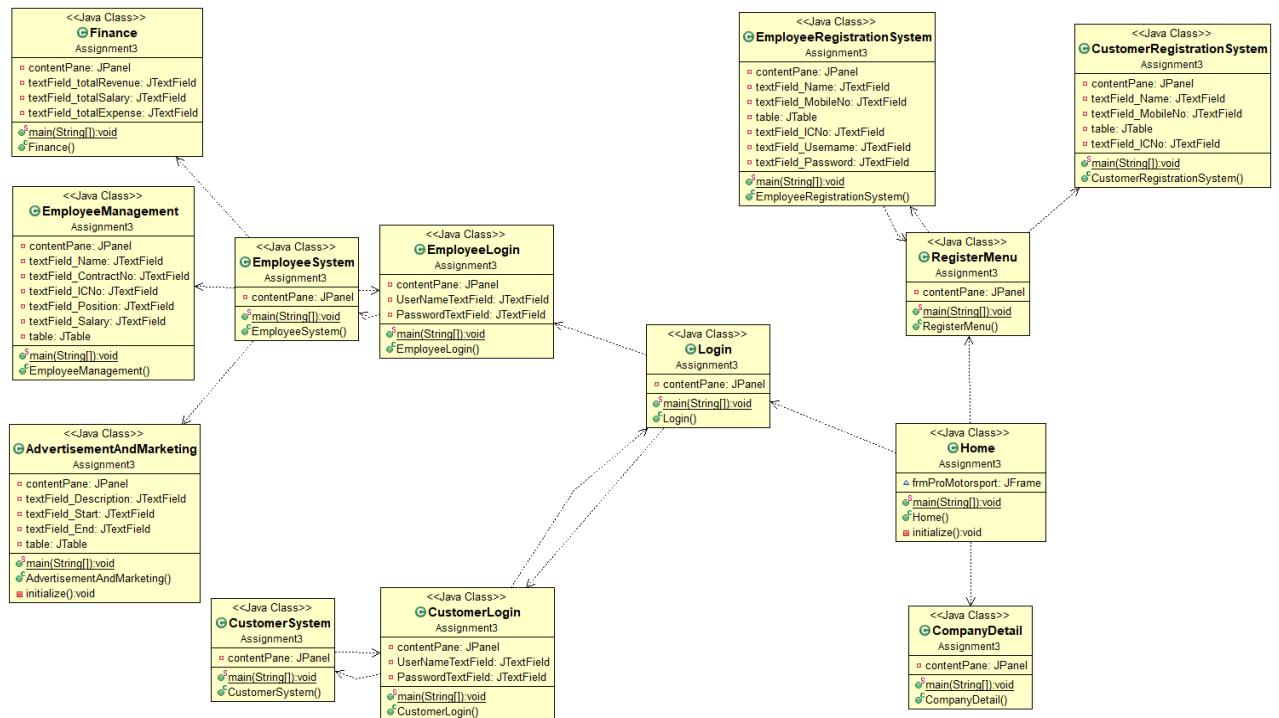 <<Java Class>>
Finance
Assignment3
contentPane: JPanel
textField_totalRevenue: JTextField
textField_totalSalary: JTextField
textField_totalExpense: JTextField
main(String[]):void
Finance()
<<Java Class>>
EmployeeManagement
Assignment3
contentPane: JPanel
textField_Name: JTextField
textField_ContractNo: JTextField
textField_ICNo: JTextField
textField_Position: JTextField
textField_Salary: JTextField
table: JTable
main(String[]):void
EmployeeManagement()
<<Java Class>>
AdvertisementAndMarketing
Assignment3
contentPane: JPanel
textField_Description: JTextField
textField_Start: JTextField
textField_End: JTextField
table: JTable
main(String[]):void
AdvertisementAndMarketing()
initialize():void
<<Java Class>>
EmployeeSystem
Assignment3
contentPane: JPanel
main(String[]):void
EmployeeSystem()
<<Java Class>>
EmployeeLogin
Assignment3
contentPane: JPanel
UserNameTextField: JTextField
PasswordTextField: JTextField
main(String[]):void
EmployeeLogin()
<<Java Class>>
CustomerSystem
Assignment3
contentPane: JPanel
main(String[]):void
CustomerSystem()
<<Java Class>>
CustomerLogin
Assignment3
contentPane: JPanel
UserNameTextField: JTextField
PasswordTextField: JTextField
main(String[]):void
CustomerLogin()
<<Java Class>>
Login
Assignment3
contentPane: JPanel
main(String[]):void
Login()
<<Java Class>>
EmployeeRegistrationSystem
Assignment3
contentPane: JPanel
textField_Name: JTextField
textField_MobileNo: JTextField
table: JTable
textField_ICNo: JTextField
textField_Username: JTextField
textField_Password: JTextField
main(String[]):void
EmployeeRegistrationSystem()
<<Java Class>>
CustomerRegistrationSystem
Assignment3
contentPane: JPanel
textField_Name: JTextField
textField_MobileNo: JTextField
table: JTable
textField_ICNo: JTextField
main(String[]):void
CustomerRegistrationSystem()
<<Java Class>>
RegisterMenu
Assignment3
contentPane: JPanel
main(String[]):void
RegisterMenu()
<<Java Class>>
Home
Assignment3
frmProMotorsport: JFrame
main(String[]):void
Home()
initialize():void
<<Java Class>>
CompanyDetail
Assignment3
contentPane: JPanel
main(String[]):void
CompanyDetail()